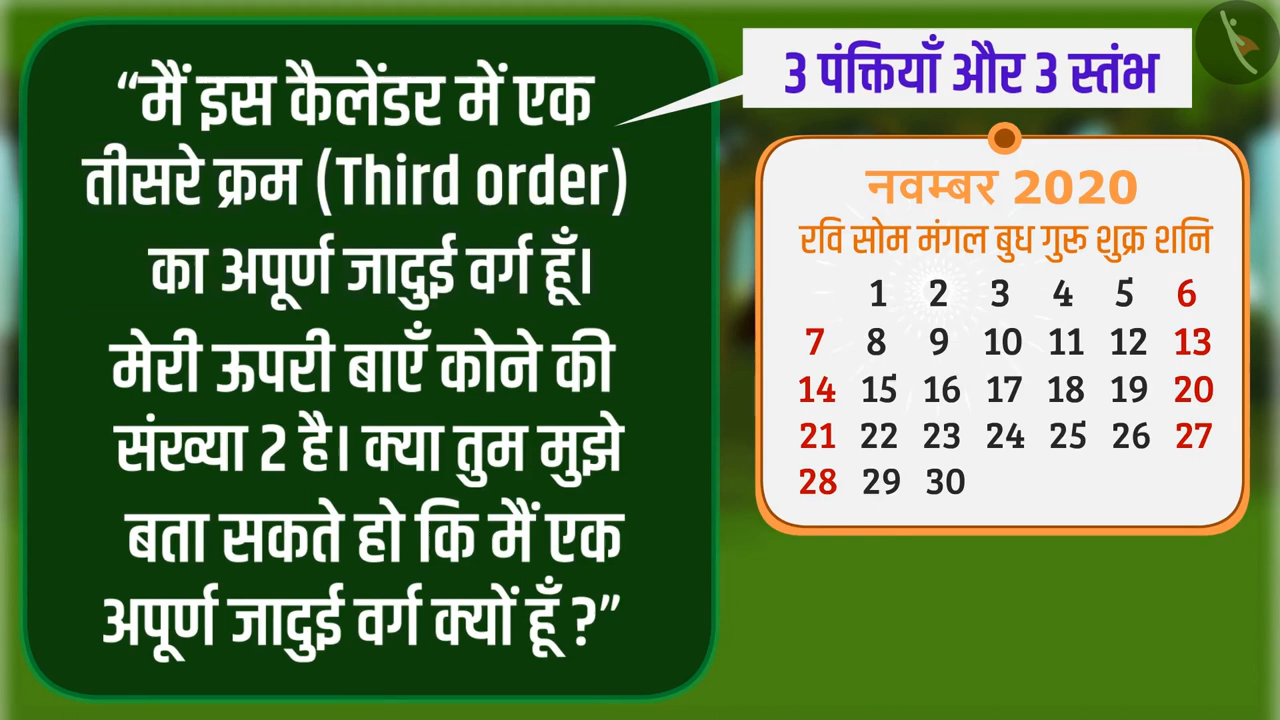 “मैं इस कैलेंडर में एक
तीसरे क्रम (Third order)
का अपूर्ण जादुई वर्ग हूँ।
मेरी ऊपरी बाएँ कोने की
संख्या 2 है। क्या तुम मुझे
बता सकते हो कि मैं एक
अपूर्ण जादुई वर्ग क्यों हूँ ?”
3 पंक्तियाँ और 3 स्तंभ
नवम्बर 2020
रवि सोम मंगल बुध गुरू शुक्र शनि
1 2 3 4 5 6
7 8 9 10 11 12 13
14 15 16 17 18 19 20
21 22 23 24 25 26 27
28 29 30